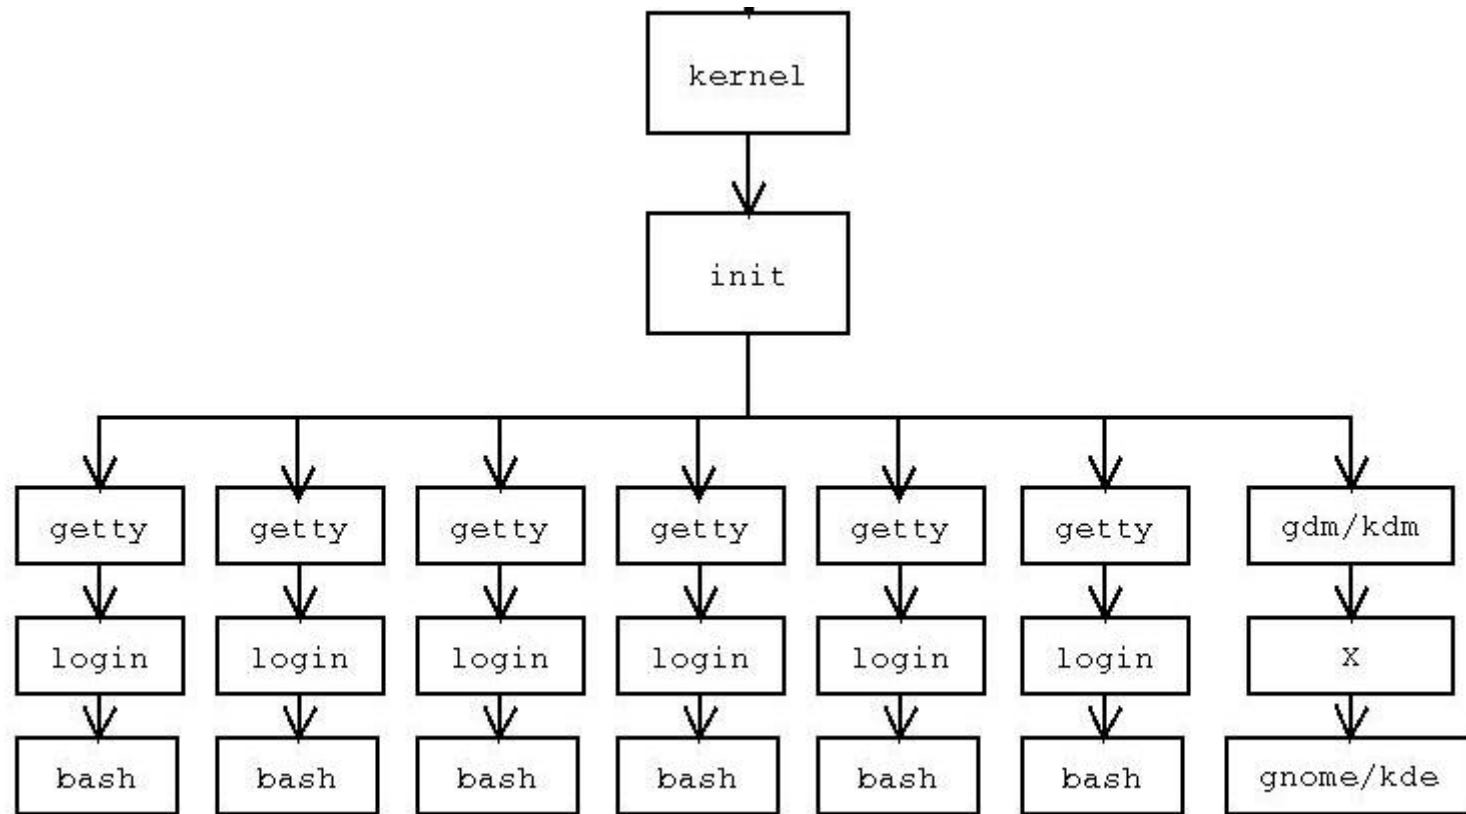 kernel
init
getty getty getty getty getty getty gdm/kdm
login login login login login login X
bash bash bash bash bash bash gnome/kde